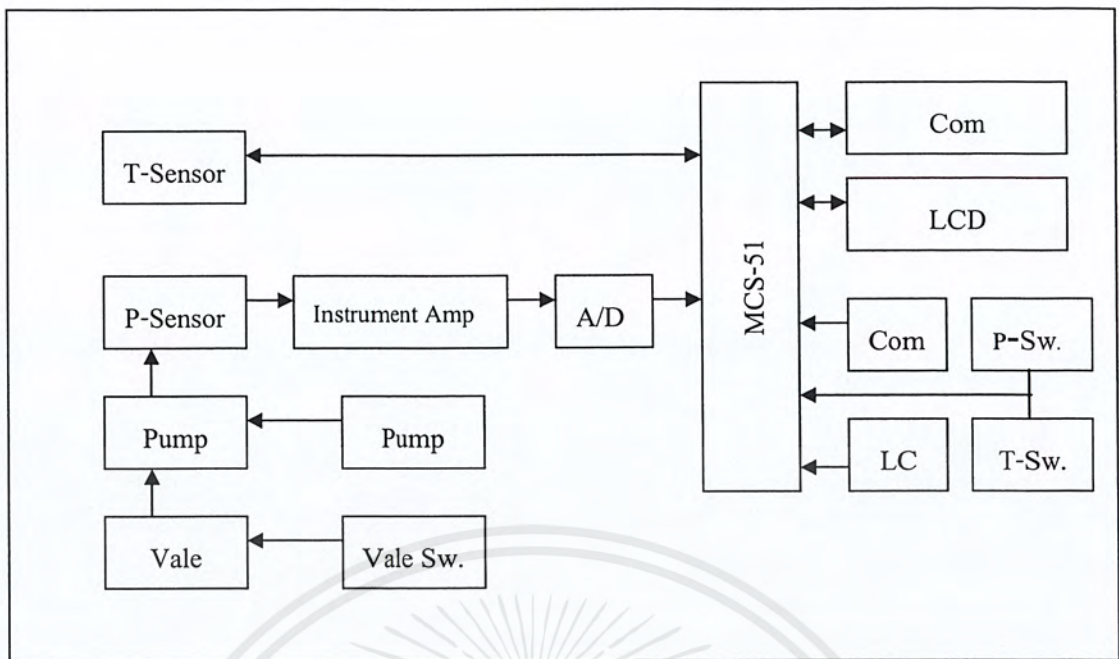 T-Sensor
P-Sensor
Instrument Amp
A/D
Pump
Pump
Vale
Vale Sw.
MCS-51
Com
LCD
Com
P-Sw.
LC
T-Sw.